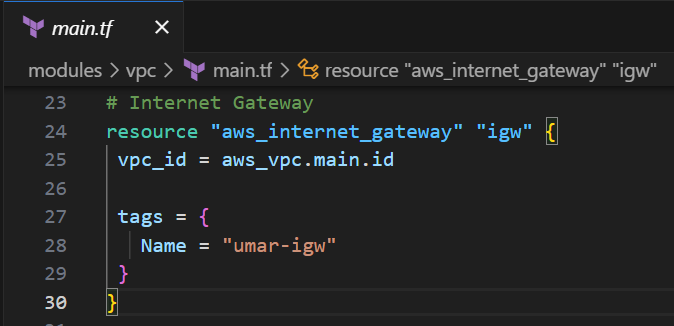 main.tf ×
modules > vpc > main.tf > resource "aws_internet_gateway" "igw"
23 # Internet Gateway
24 resource "aws_internet_gateway" "igw" {
25 vpc_id = aws_vpc.main.id
26
27 tags = {
28 Name = "umar-igw"
29 }
30 }